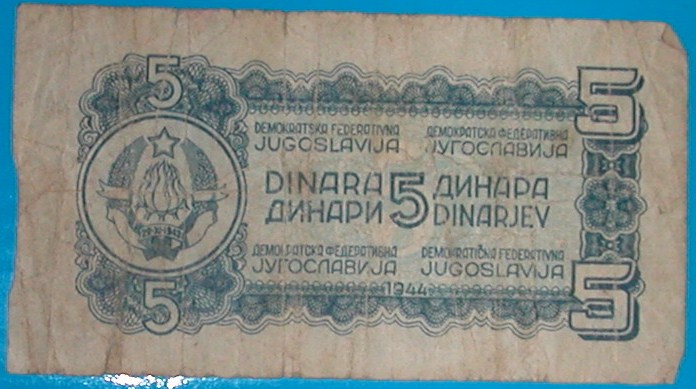 5 5
DEMOKRATSKA FEDERATIVNA ДЕМОКРАТСКА ФЕДЕРАТИВНА
JUGOSLAVIJA ЈУГОСЛАВИЈА
DINARA 5 ДИНАРА
ДИНАРИ DINARJEV
ДЕМОКРАТСКА ФЕДЕРАТИВНА DEMOKRATIČNA FEDERATIVNA
ЈУГОСЛАВИЈА JUGOSLAVIJA
1944
5 5